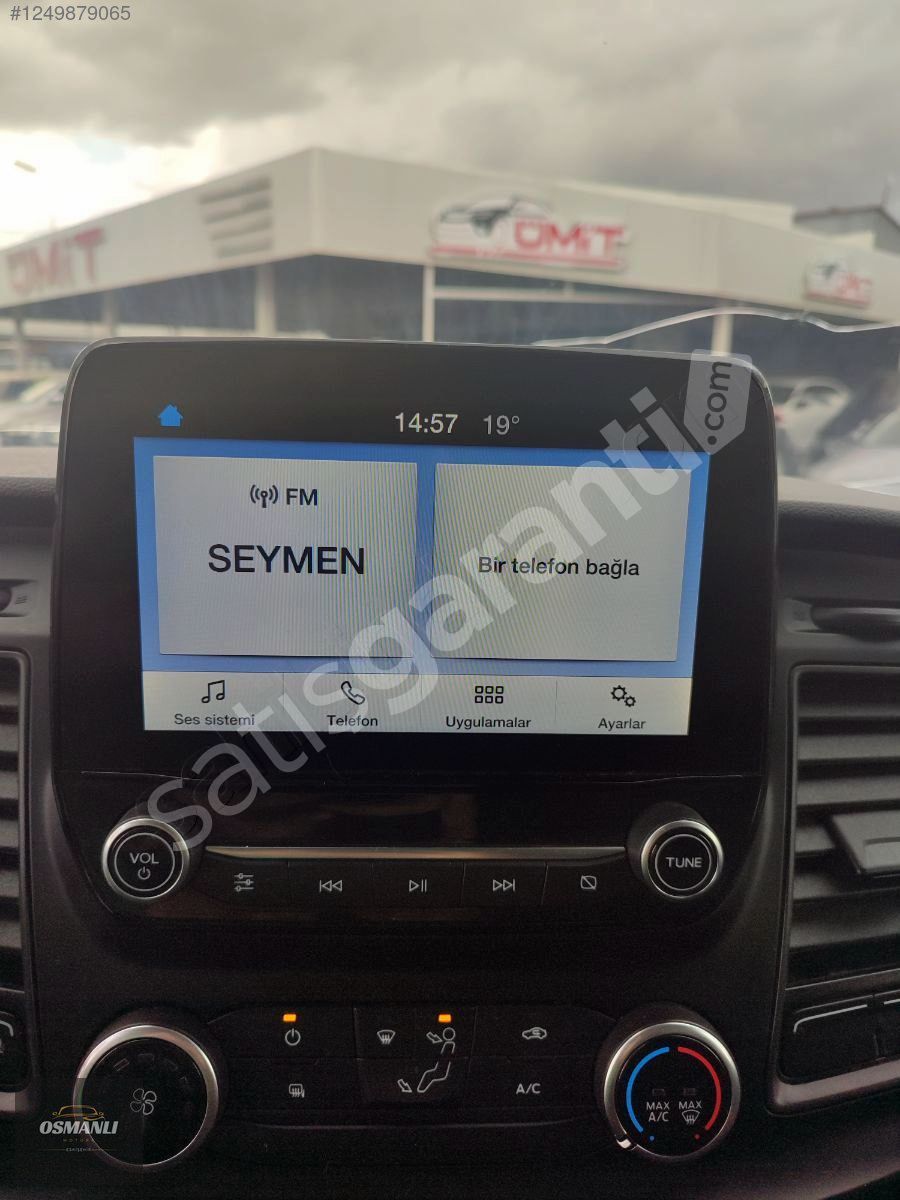 #1249879065
ÜMİT
ÜMİT
14:57 19°
FM
SEYMEN
Bir telefon bağla
Ses sistemi
Telefon
Uygulamalar
Ayarlar
satışgaranti.com
VOL
TUNE
A/C
MAX A/C
MAX
OSMANLI